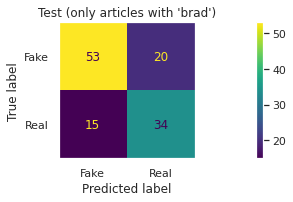 Test (only articles with 'brad')
True label
Fake
53
20
Real
15
34
Fake
Real
Predicted label
50
40
30
20